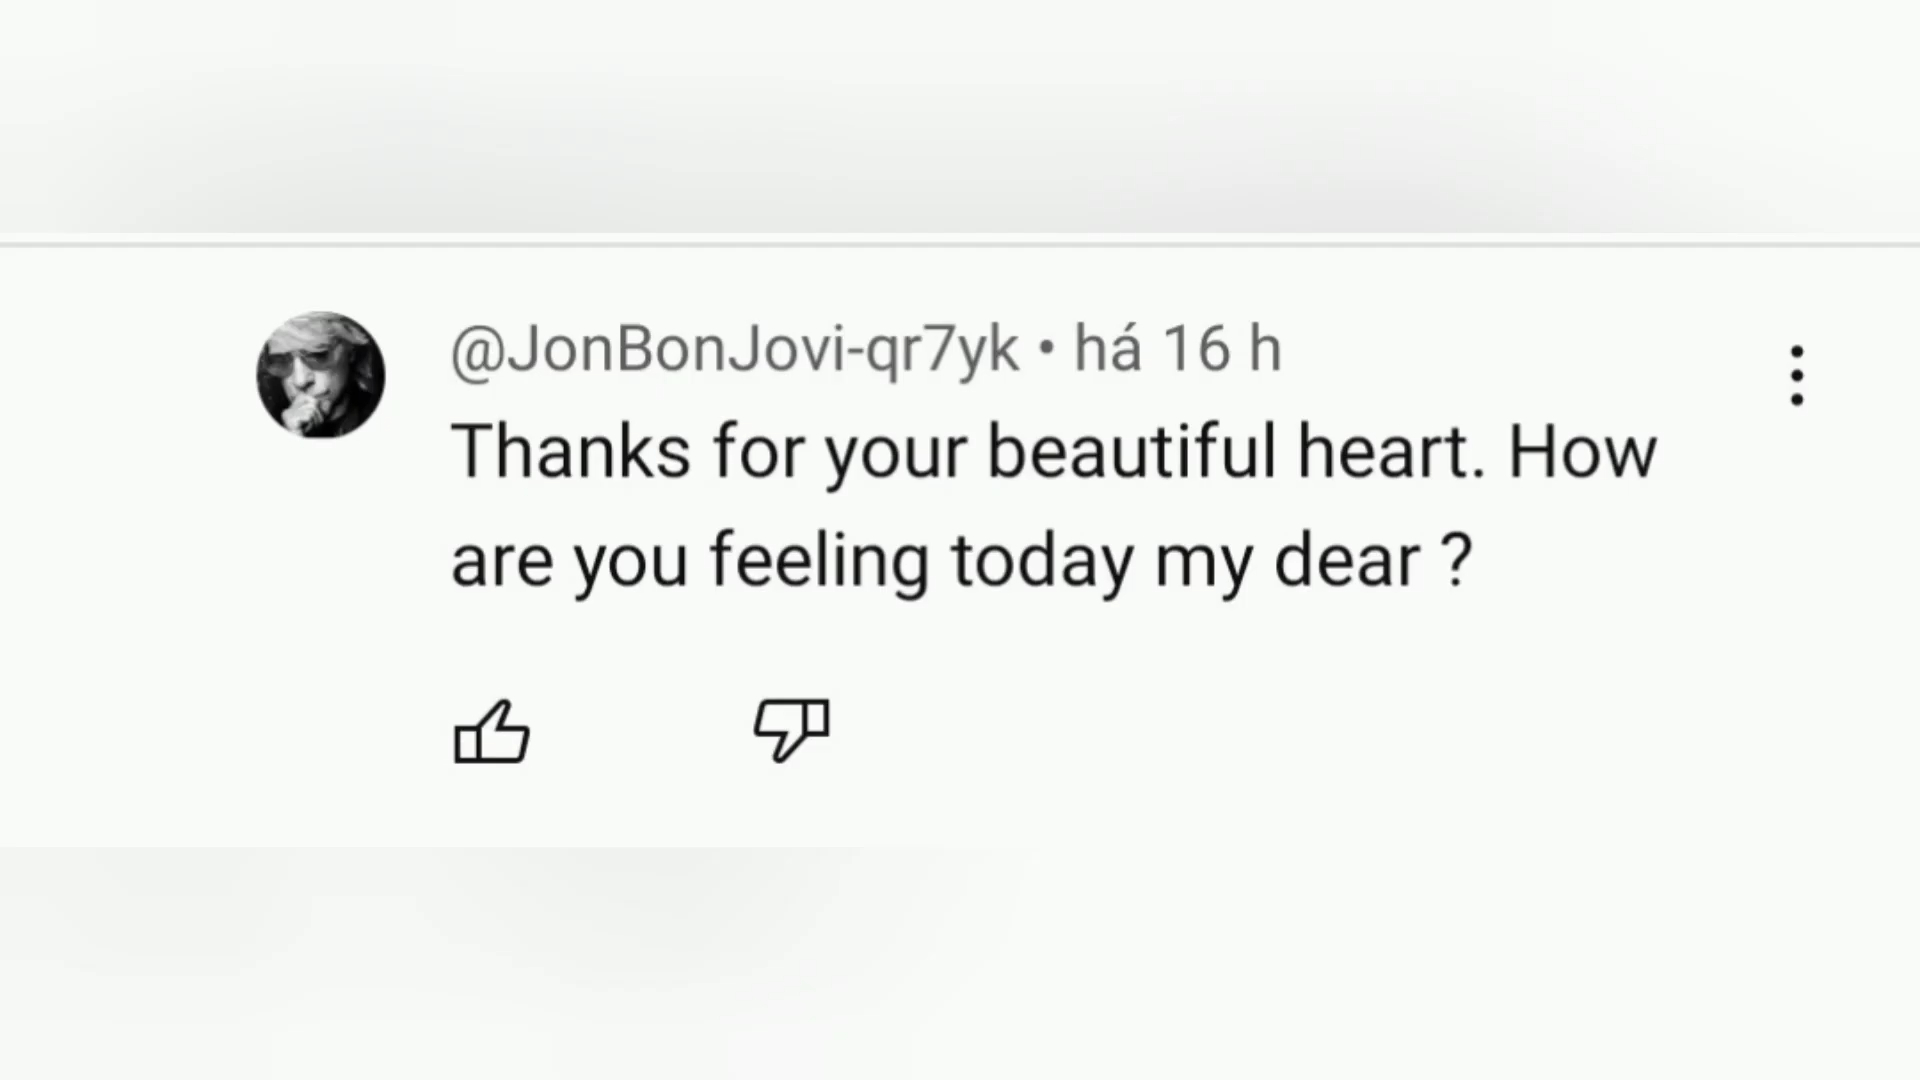 @JonBonJovi-qr7yk • há 16 h
Thanks for your beautiful heart. How
are you feeling today my dear ?